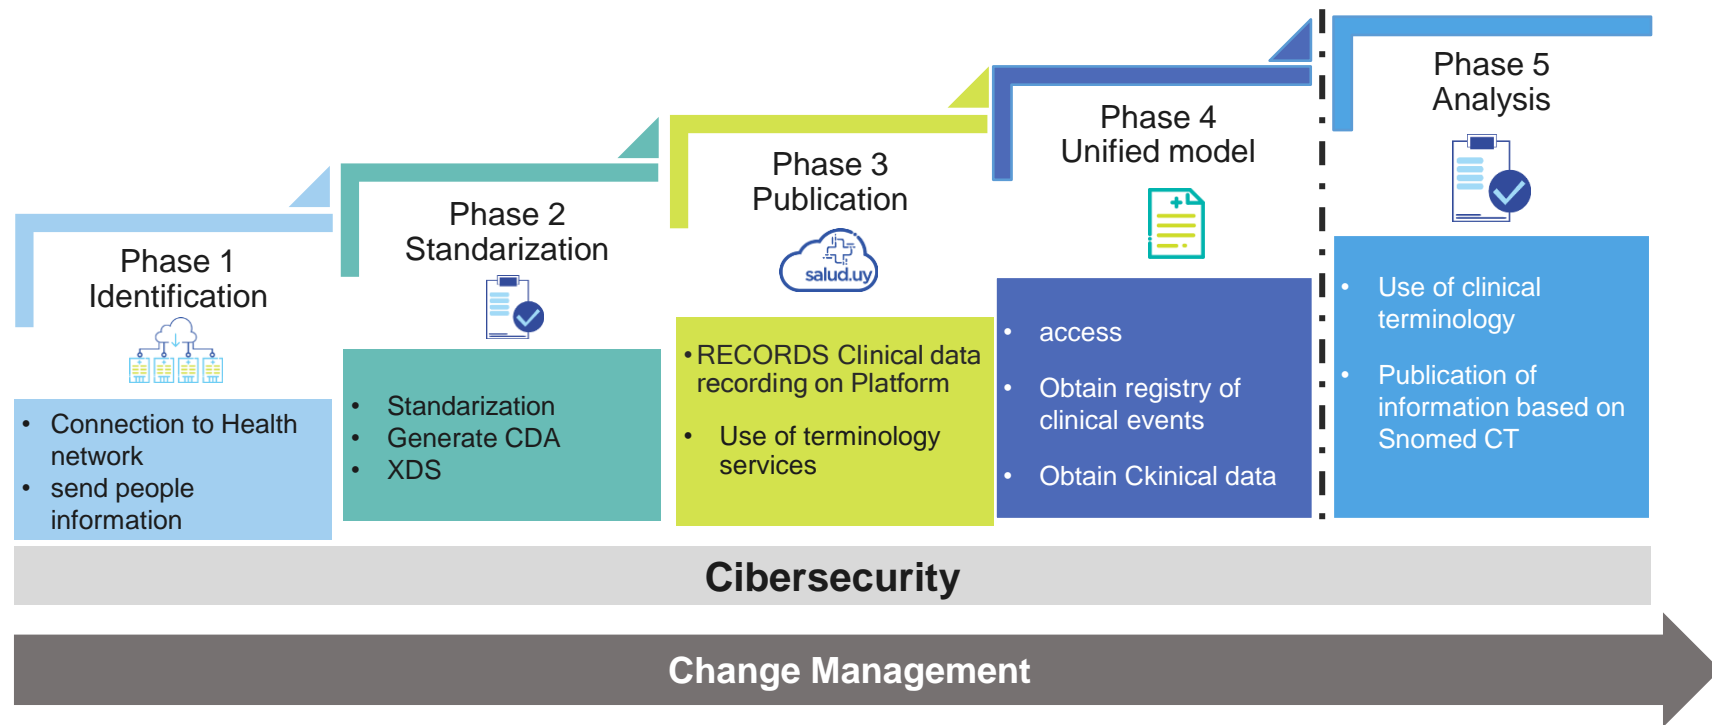 Phase 1
Identification
• Connection to Health
network
• send people
information
Phase 2
Standarization
• Standarization
• Generate CDA
• XDS
Phase 3
Publication
salud.uy
• RECORDS Clinical data
recording on Platform
• Use of terminology
services
Phase 4
Unified model
• access
• Obtain registry of
clinical events
• Obtain Ckinical data
Phase 5
Analysis
• Use of clinical
terminology
• Publication of
information based on
Snomed CT
Cibersecurity
Change Management